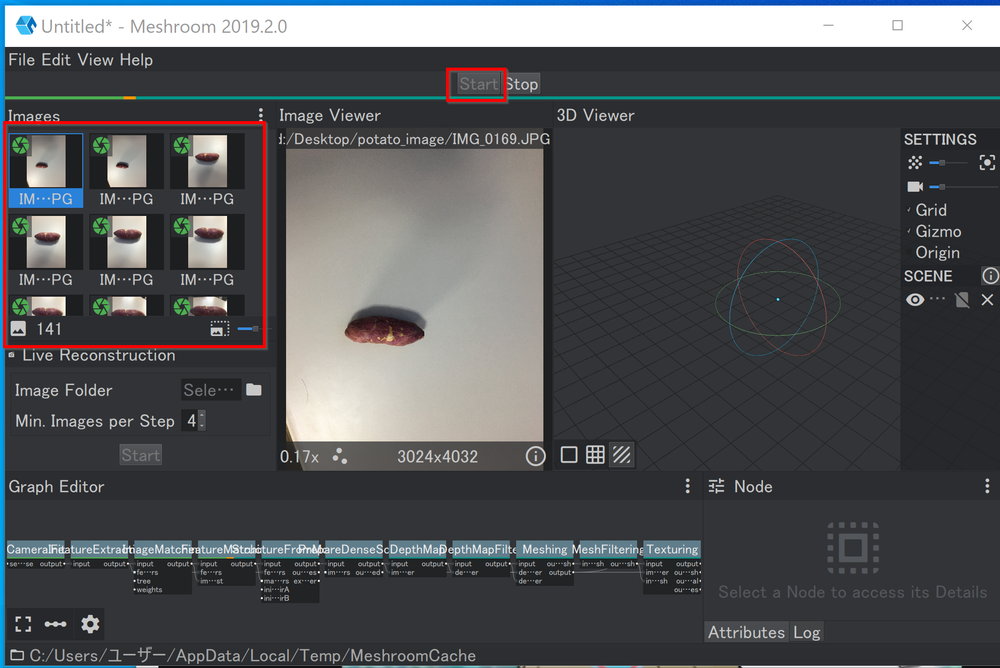 Untitled* - Meshroom 2019.2.0
File Edit View Help
Start Stop
Images
Image Viewer
3D Viewer
d:/Desktop/potato_image/IMG_0169.JPG
SETTINGS
IM…PG IM…PG IM…PG
Grid
Gizmo
Origin
IM…PG IM…PG IM…PG
SCENE
141
Live Reconstruction
Image Folder Sele…
Min. Images per Step 4
Start
0.17x 3024x4032
Graph Editor
Node
DepthMap Meshing MeshFiltering Texturing
se…se output input output input output input output input output input output input output input output input ou…sh in…sh ou…sh input output
fe…rs fe…rs fe…rs ou…es im…rs ou…ed im…er de…er de…er output im…er ou…sh
tree im…st ma…rs ex…er de…er in…sh ou…al
weights ini…irA ou…es
ini…irB
Select a Node to access its Details
Attributes Log
C:/Users/ユーザー/AppData/Local/Temp/MeshroomCache